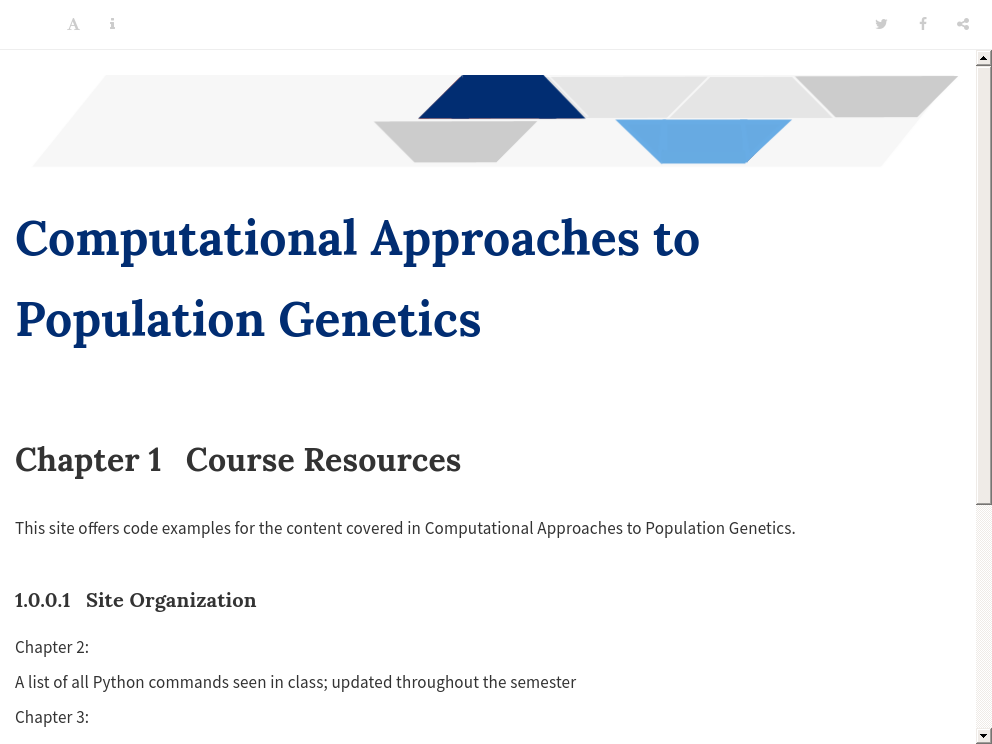 Computational Approaches to
Population Genetics
Chapter 1 Course Resources
This site offers code examples for the content covered in Computational Approaches to Population Genetics.
1.0.0.1 Site Organization
Chapter 2:
A list of all Python commands seen in class; updated throughout the semester
Chapter 3: